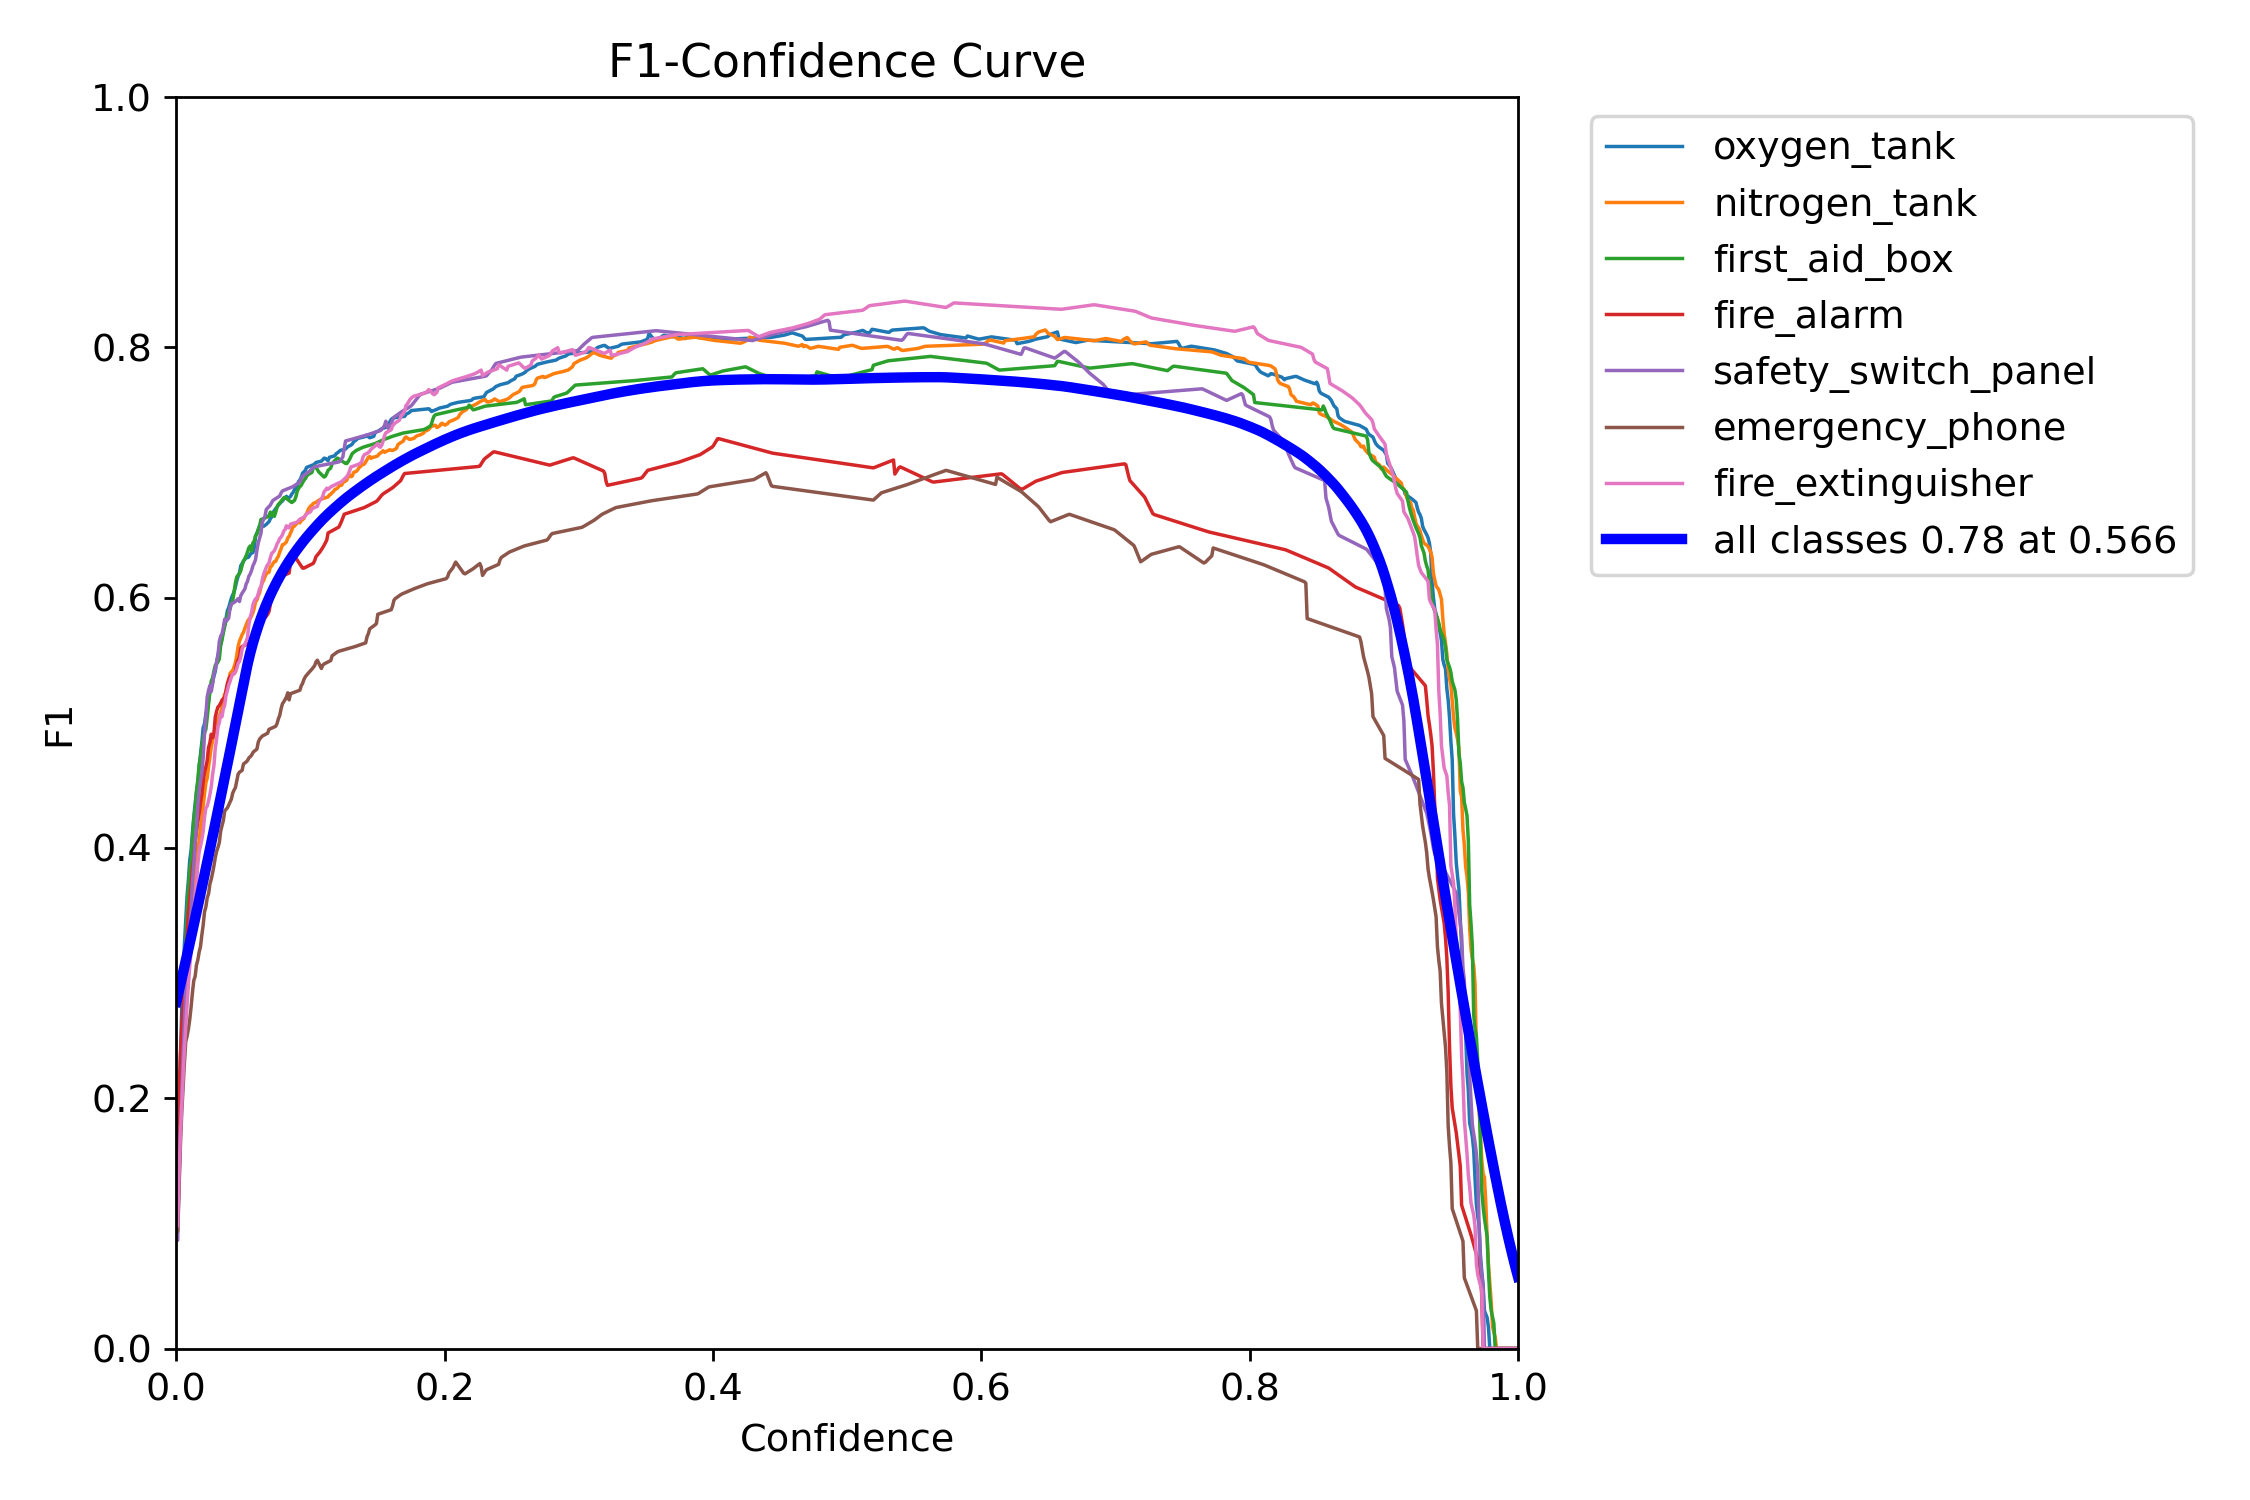 F1-Confidence Curve
1.0
0.8
0.6
0.4
0.2
0.0
F1
0.0 0.2 0.4 0.6 0.8 1.0
Confidence
oxygen_tank
nitrogen_tank
first_aid_box
fire_alarm
safety_switch_panel
emergency_phone
fire_extinguisher
all classes 0.78 at 0.566